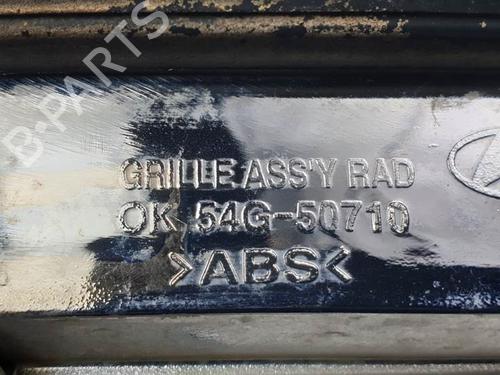 B-PARTS
GRILLE ASS'Y RAD
OK 54G-50710
>ABS<